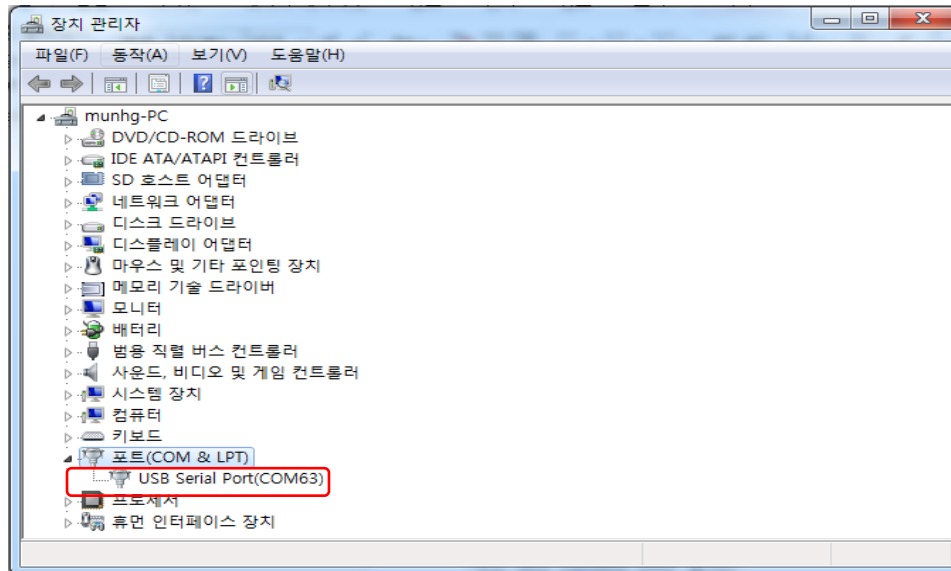 장치 관리자
파일(F) 동작(A) 보기(V) 도움말(H)
munhg-PC
DVD/CD-ROM 드라이브
IDE ATA/ATAPI 컨트롤러
SD 호스트 어댑터
네트워크 어댑터
디스크 드라이브
디스플레이 어댑터
마우스 및 기타 포인팅 장치
메모리 기술 드라이버
모니터
배터리
범용 직렬 버스 컨트롤러
사운드, 비디오 및 게임 컨트롤러
시스템 장치
컴퓨터
키보드
포트(COM & LPT)
USB Serial Port(COM63)
프로세서
휴먼 인터페이스 장치